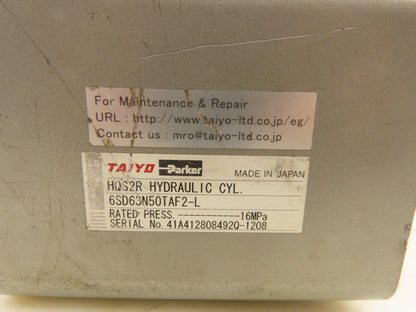 For Maintenance & Repair
URL : http://www.taiyo-ltd.co.jp/eg/
Contact us : mro@taiyo-ltd.co.jp
TAIYO Parker MADE IN JAPAN
HQS2R HYDRAULIC CYL.
6SD63N50TAF2-L
RATED PRESS.------------16MPa
SERIAL No. 41A412808492Q-1208